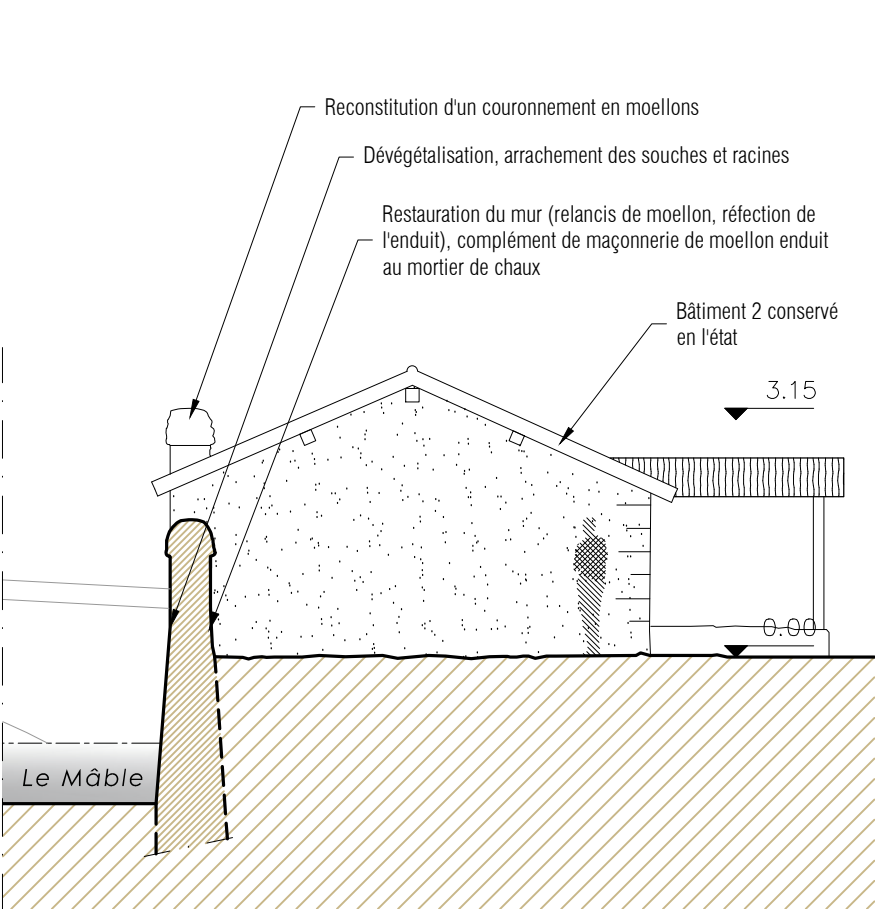 Reconstitution d'un couronnement en moellons
Dévégétalisation, arrachement des souches et racines
Restauration du mur (relancis de moellon, réfection de
l'enduit), complément de maçonnerie de moellon enduit
au mortier de chaux
Bâtiment 2 conservé
en l'état
3.15
0.00
Le Mâble